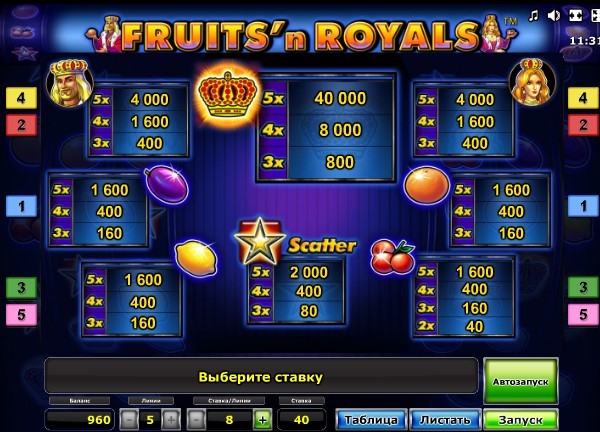 FRUITS'n ROYALS™
11:31
4
5x 4 000
4x 1 600
3x 400
5x 40 000
4x 8 000
3x 800
5x 4 000
4x 1 600
3x 400
4
2
2
1
5x 1 600
4x 400
3x 160
5x 1 600
4x 400
3x 160
1
Scatter
3
5x 1 600
4x 400
3x 160
5x 2 000
4x 400
3x 80
5x 1 600
4x 400
3x 160
2x 40
3
5
5
Выберите ставку
Автозапуск
Баланс Линии Ставка/Линии Ставка
960 - 5 + - 8 + 40
Таблица Листать Запуск